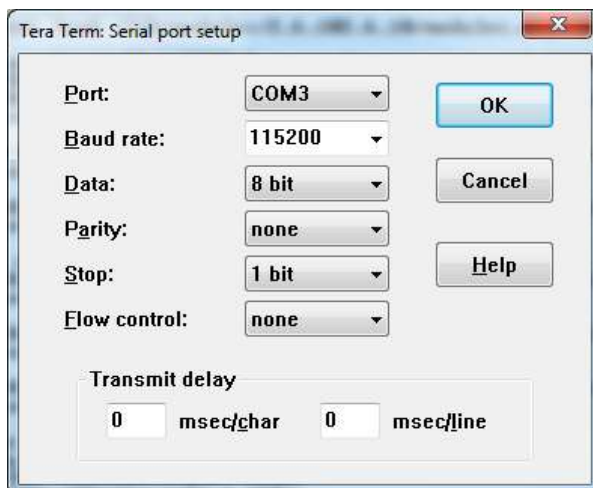 Tera Term: Serial port setup
Port: COM3
OK
Baud rate: 115200
Data: 8 bit
Cancel
Parity: none
Stop: 1 bit
Help
Flow control: none
Transmit delay
0 msec/char 0 msec/line